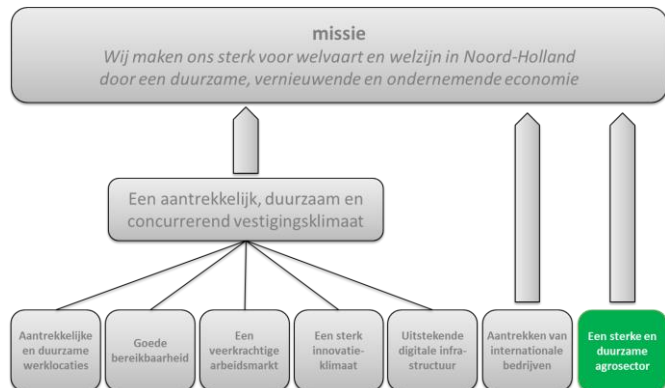 missie
Wij maken ons sterk voor welvaart en welzijn in Noord-Holland
door een duurzame, vernieuwende en ondernemende economie
Een aantrekkelijk, duurzaam en
concurrerend vestigingsklimaat
Aantrekkelijke
en duurzame
werklocaties
Goede
bereikbaarheid
Een
veerkrachtige
arbeidsmarkt
Een sterk
innovatie-
klimaat
Uitstekende
digitale infra-
structuur
Aantrekken van
internationale
bedrijven
Een sterke en
duurzame
agrosector